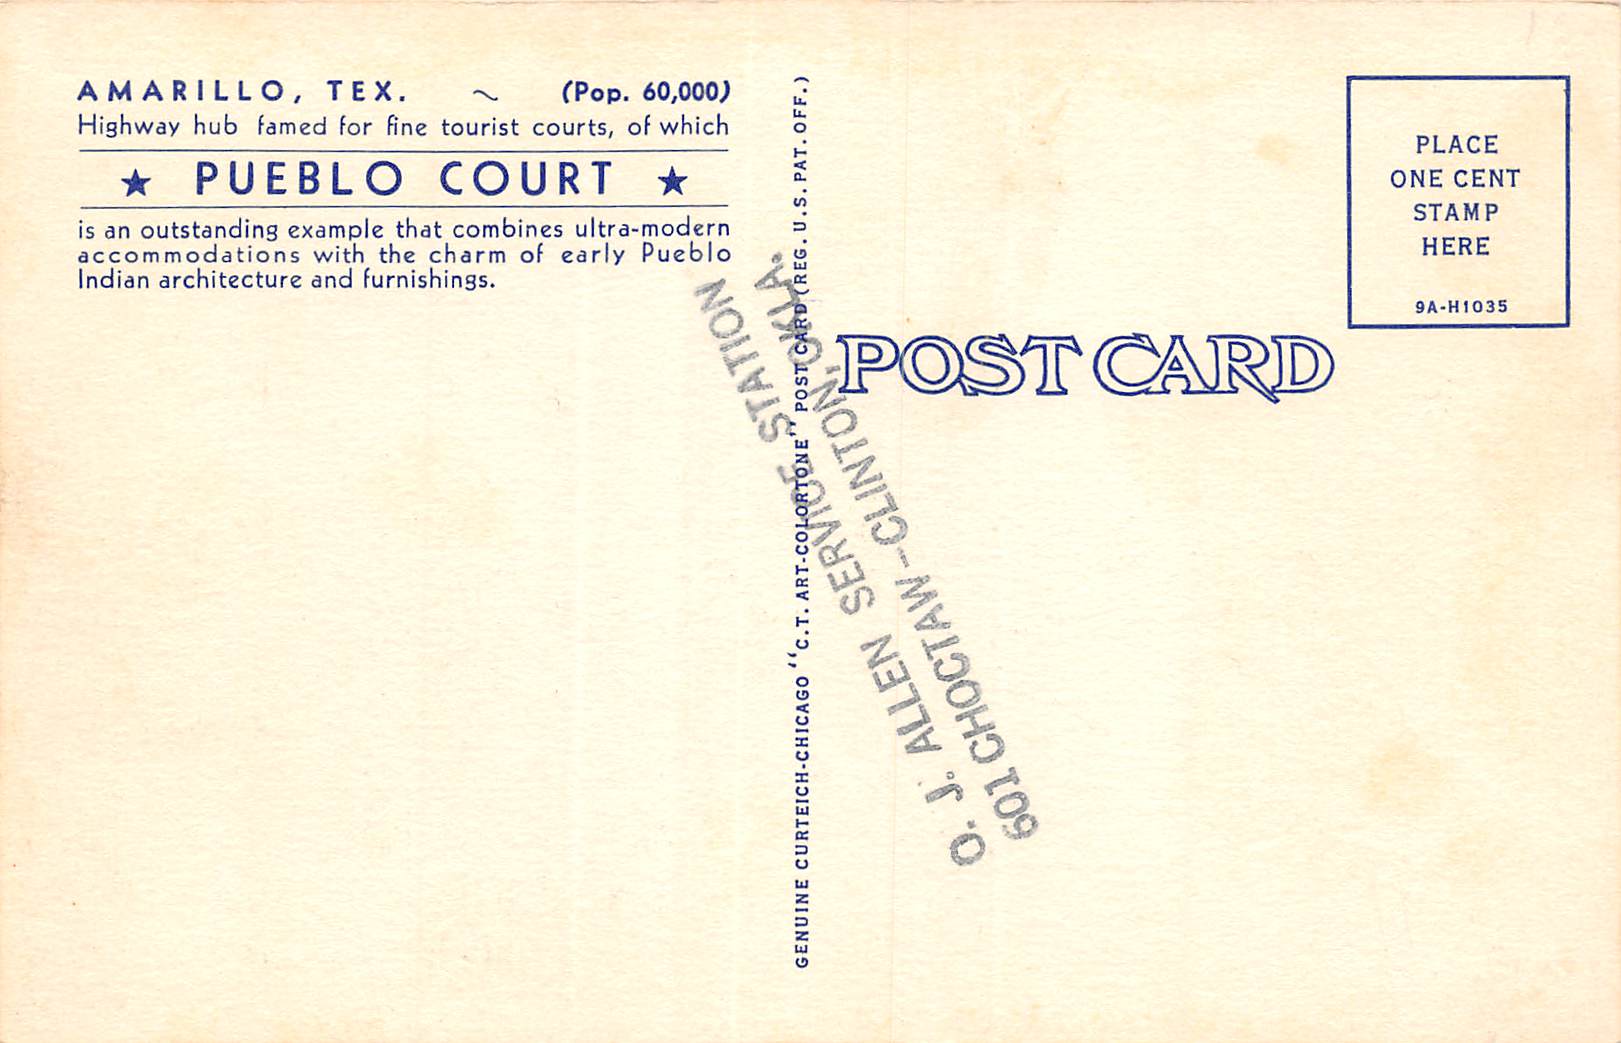 AMARILLO, TEX. ~ (Pop. 60,000)
Highway hub famed for fine tourist courts, of which
★ PUEBLO COURT ★
is an outstanding example that combines ultra-modern
accommodations with the charm of early Pueblo
Indian architecture and furnishings.
GENUINE CURTEICH-CHICAGO "C.T. ART-COLORTONE" POST CARD (REG. U.S. PAT. OFF.)
O. J. ALLEN SERVICE STATION
601 CHOCTAW-CLINTON, OKLA.
POST CARD
PLACE
ONE CENT
STAMP
HERE
9A-H1035